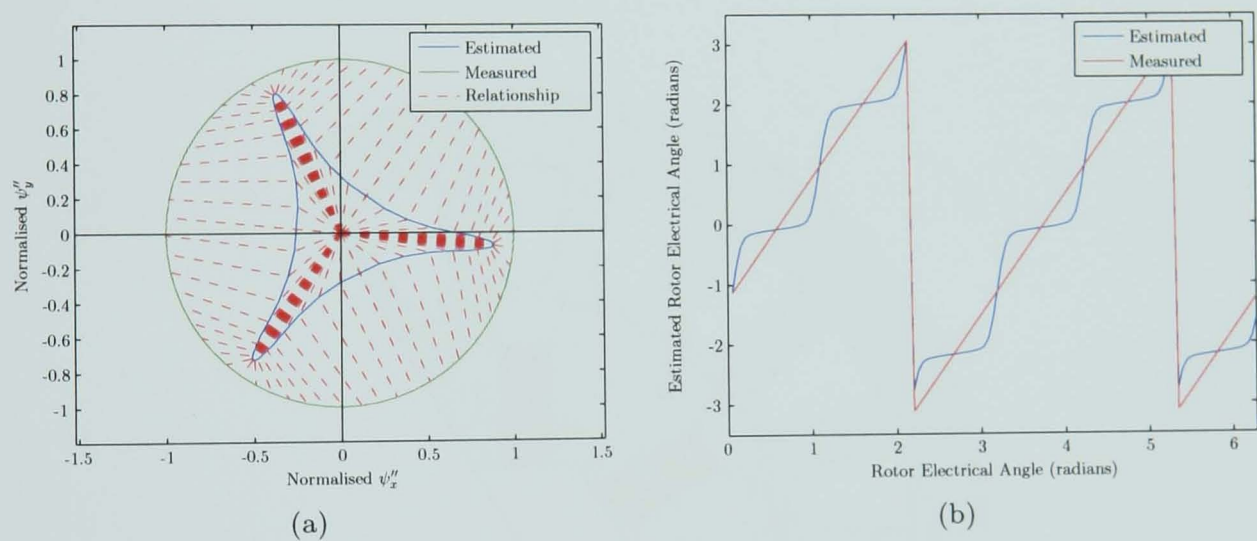 Estimated
Measured
Relationship
1
0.8
0.6
0.4
0.2
0
-0.2
-0.4
-0.6
-0.8
-1
-1.5
-1
-0.5
0
0.5
1
1.5
Normalised ψ″y
Normalised ψ″x
(a)
Estimated
Measured
3
2
1
0
-1
-2
-3
0
1
2
3
4
5
6
Estimated Rotor Electrical Angle (radians)
Rotor Electrical Angle (radians)
(b)